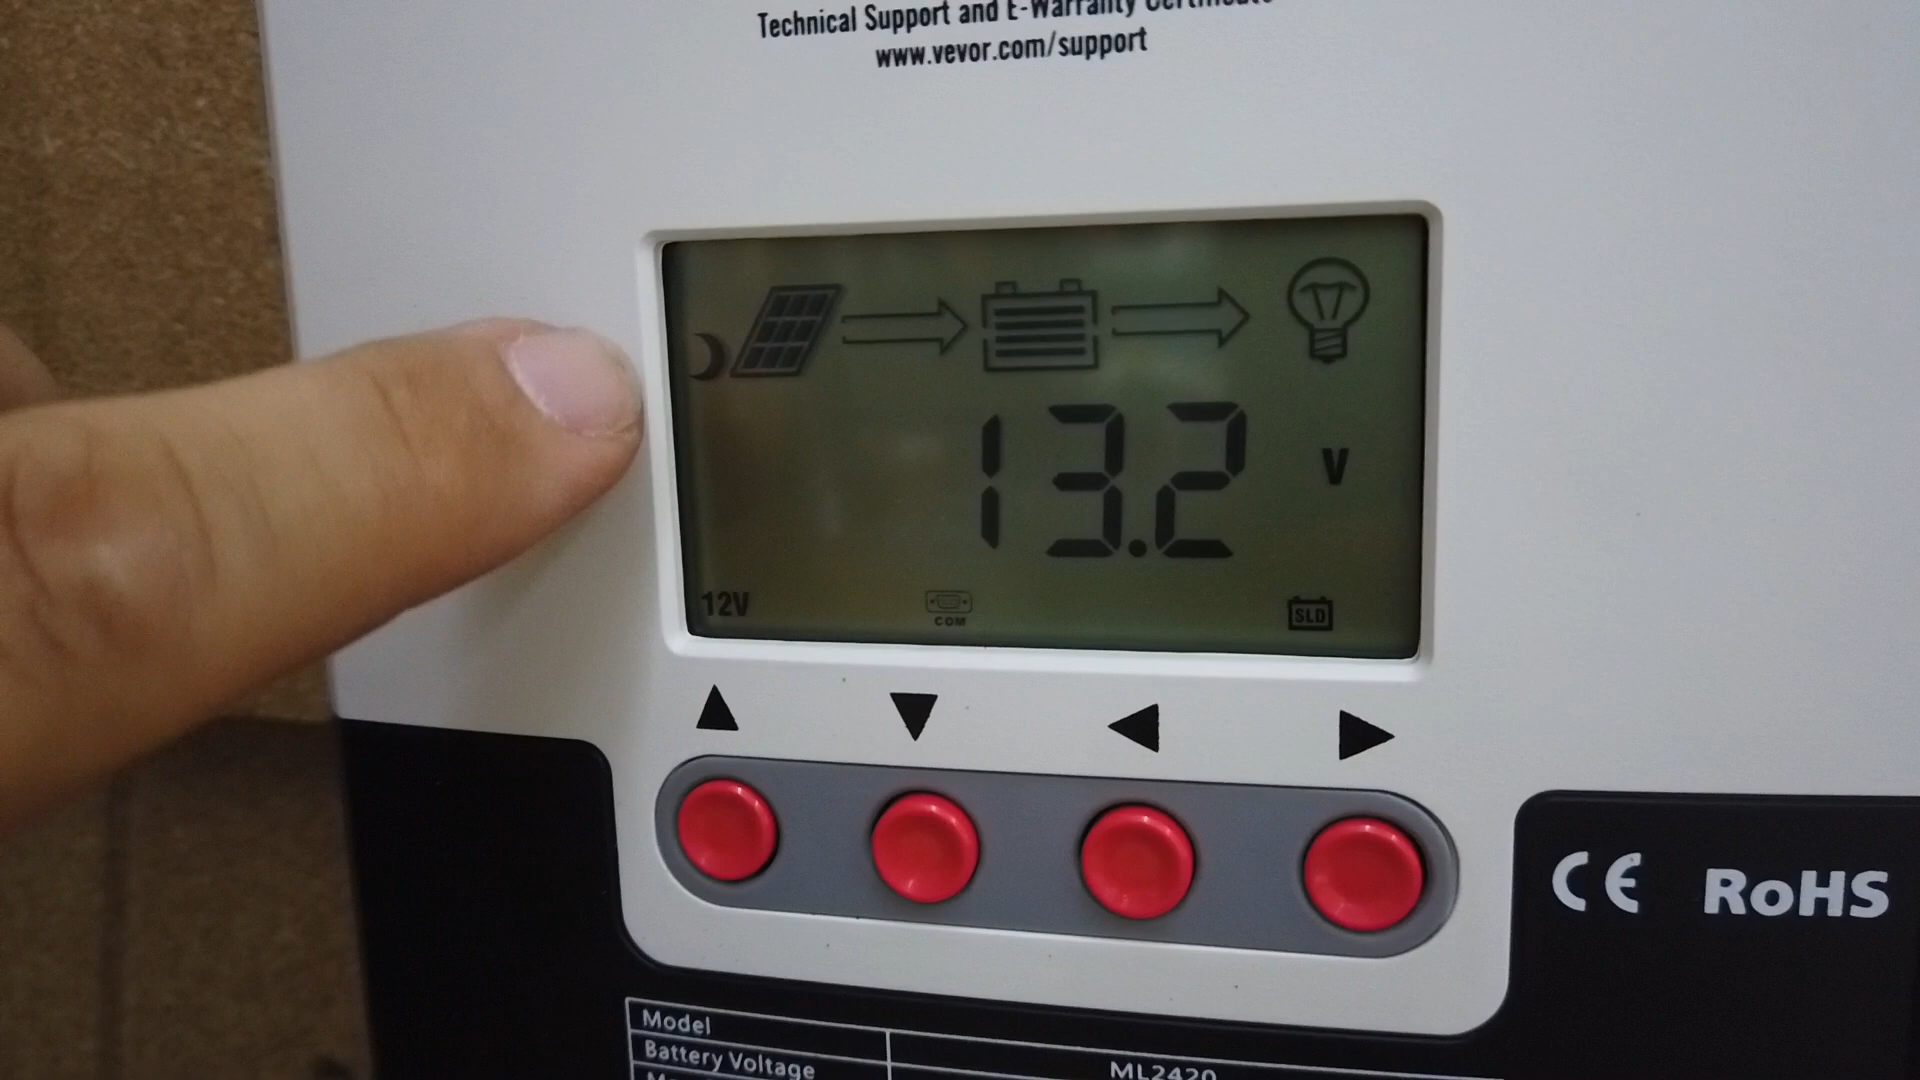 Technical Support and E-Warranty Certificate
www.vevor.com/support
13.2 V
12V
COM
SLD
CE RoHS
Model
ML2420
Battery Voltage